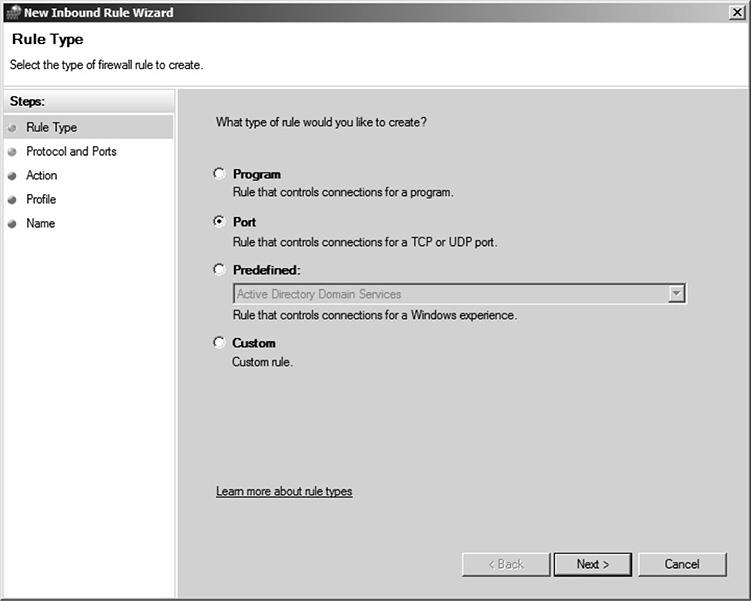 New Inbound Rule Wizard
Rule Type
Select the type of firewall rule to create.
Steps:
Rule Type
Protocol and Ports
Action
Profile
Name
What type of rule would you like to create?
Program
Rule that controls connections for a program.
Port
Rule that controls connections for a TCP or UDP port.
Predefined:
Active Directory Domain Services
Rule that controls connections for a Windows experience.
Custom
Custom rule.
Learn more about rule types
< Back Next > Cancel